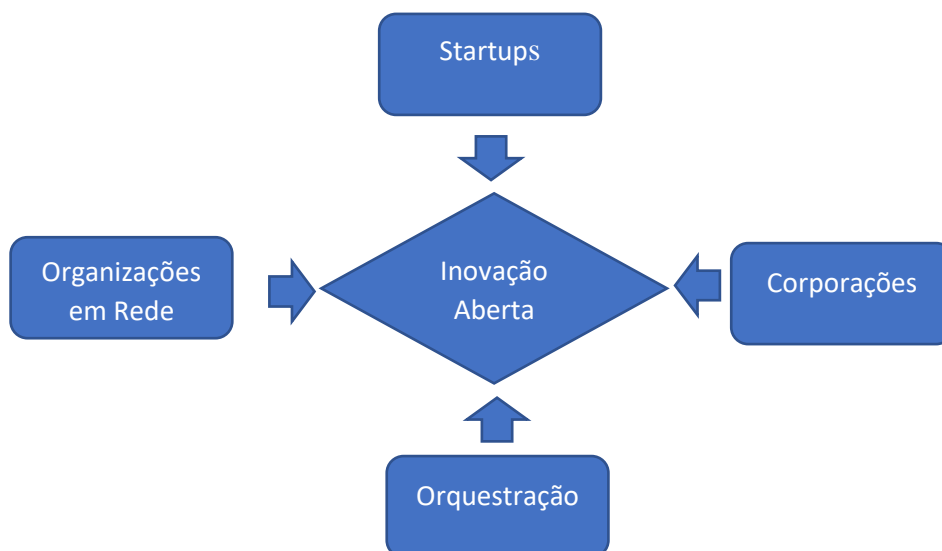 Startups
Organizações
em Rede
Inovação
Aberta
Corporações
Orquestração